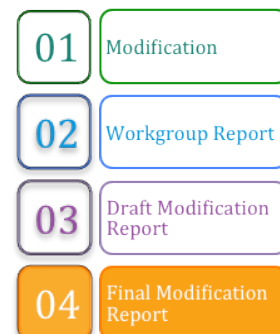 01
Modification
02
Workgroup Report
03
Draft Modification
Report
04
Final Modification
Report